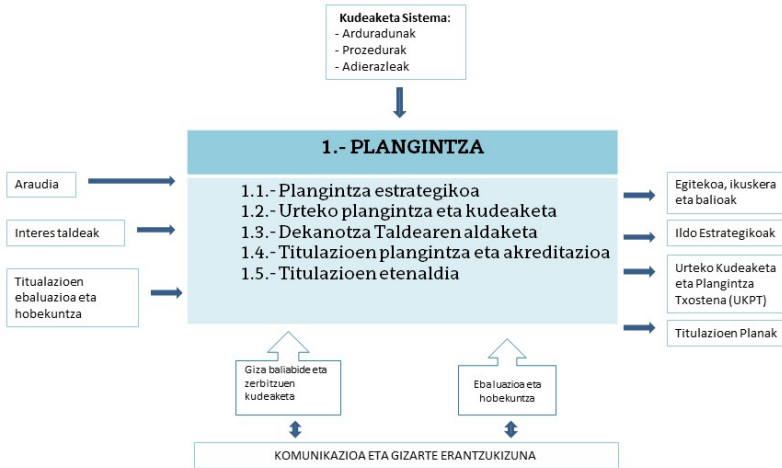 Kudeaketa Sistema:
- Arduradunak
- Prozedurak
- Adierazleak
1.- PLANGINTZA
Araudia
Interes taldeak
Titualazioen
ebaluazioa eta
hobekuntza
1.1.- Plangintza estrategikoa
1.2.- Urteko plangintza eta kudeaketa
1.3.- Dekanotza Taldearen aldaketa
1.4.- Titulazioen plangintza eta akreditazioa
1.5.- Titulazioen etenaldia
Egitekoa, ikuskera
eta balioak
Ildo Estrategikoak
Urteko Kudeaketa
eta Plangintza
Txostena (UKPT)
Titulazioen Planak
Giza baliabide eta
zerbitzuen
kudeaketa
Ebaluazioa eta
hobekuntza
KOMUNIKAZIOA ETA GIZARTE ERANTZUKIZUNA